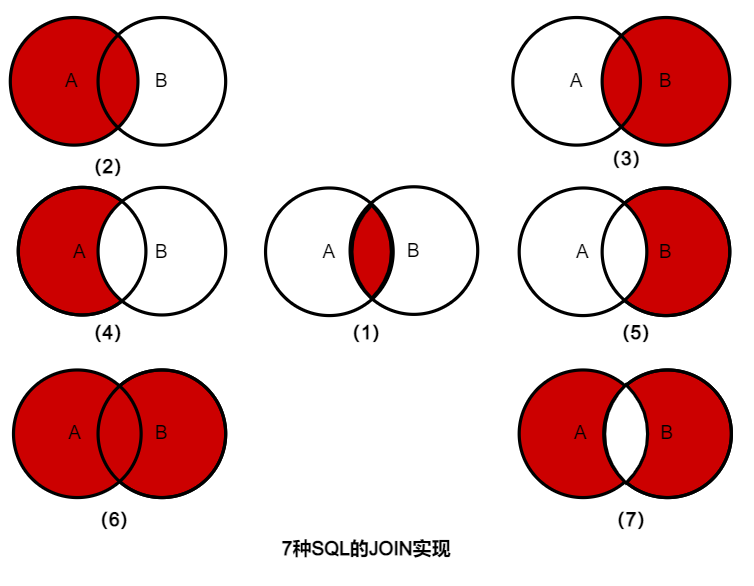 A B
A B
(2)
(3)
A B
A B
A B
(4)
(1)
(5)
A B
A B
(6)
(7)
7种SQL的JOIN实现